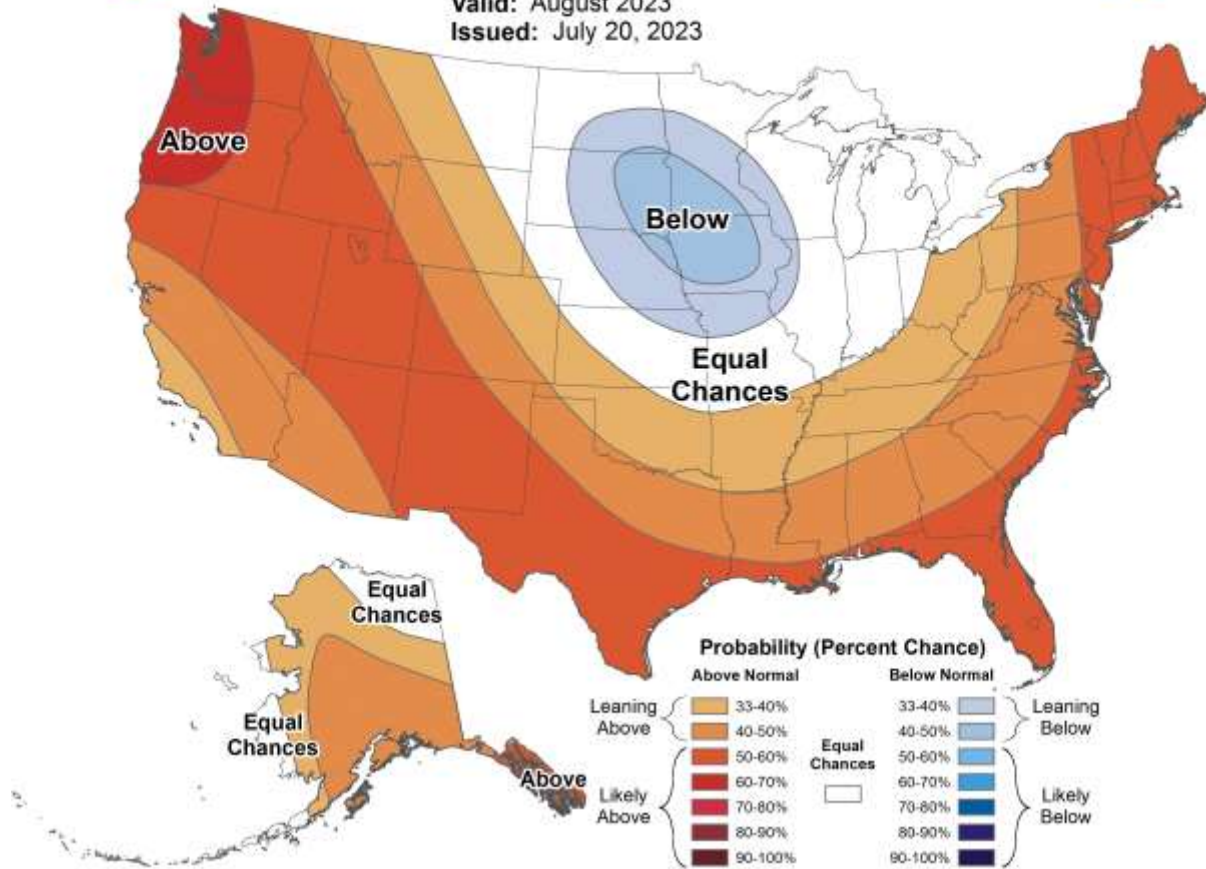 Valid: August 2023
Issued: July 20, 2023
Above
Below
Equal
Chances
Equal
Chances
Equal
Chances
Above
Probability (Percent Chance)
Above Normal
Below Normal
Leaning
Above
33-40%
40-50%
Likely
Above
50-60%
60-70%
70-80%
80-90%
90-100%
Equal
Chances
33-40%
40-50%
Leaning
Below
50-60%
60-70%
70-80%
80-90%
90-100%
Likely
Below